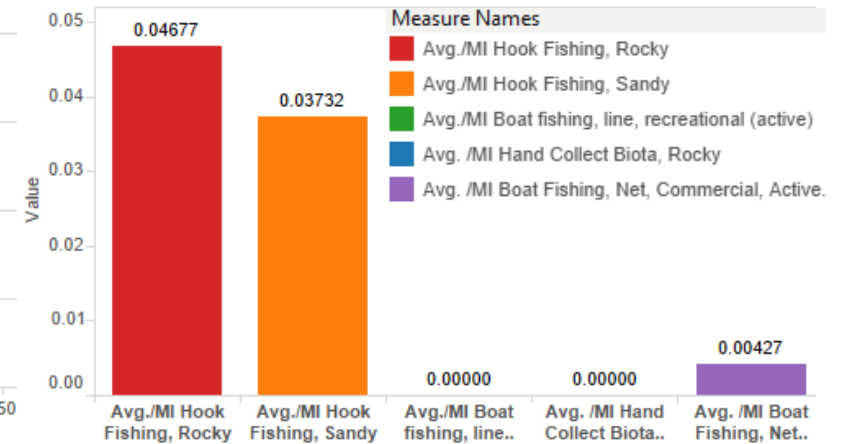 Measure Names
Avg./MI Hook Fishing, Rocky
Avg./MI Hook Fishing, Sandy
Avg./MI Boat fishing, line, recreational (active)
Avg. /MI Hand Collect Biota, Rocky
Avg. /MI Boat Fishing, Net, Commercial, Active.
Value
0.05
0.04
0.03
0.02
0.01
0.00
0.04677
0.03732
0.00000
0.00000
0.00427
50
Avg./MI Hook
Fishing, Rocky
Avg./MI Hook
Fishing, Sandy
Avg./MI Boat
fishing, line..
Avg. /MI Hand
Collect Biota..
Avg. /MI Boat
Fishing, Net..